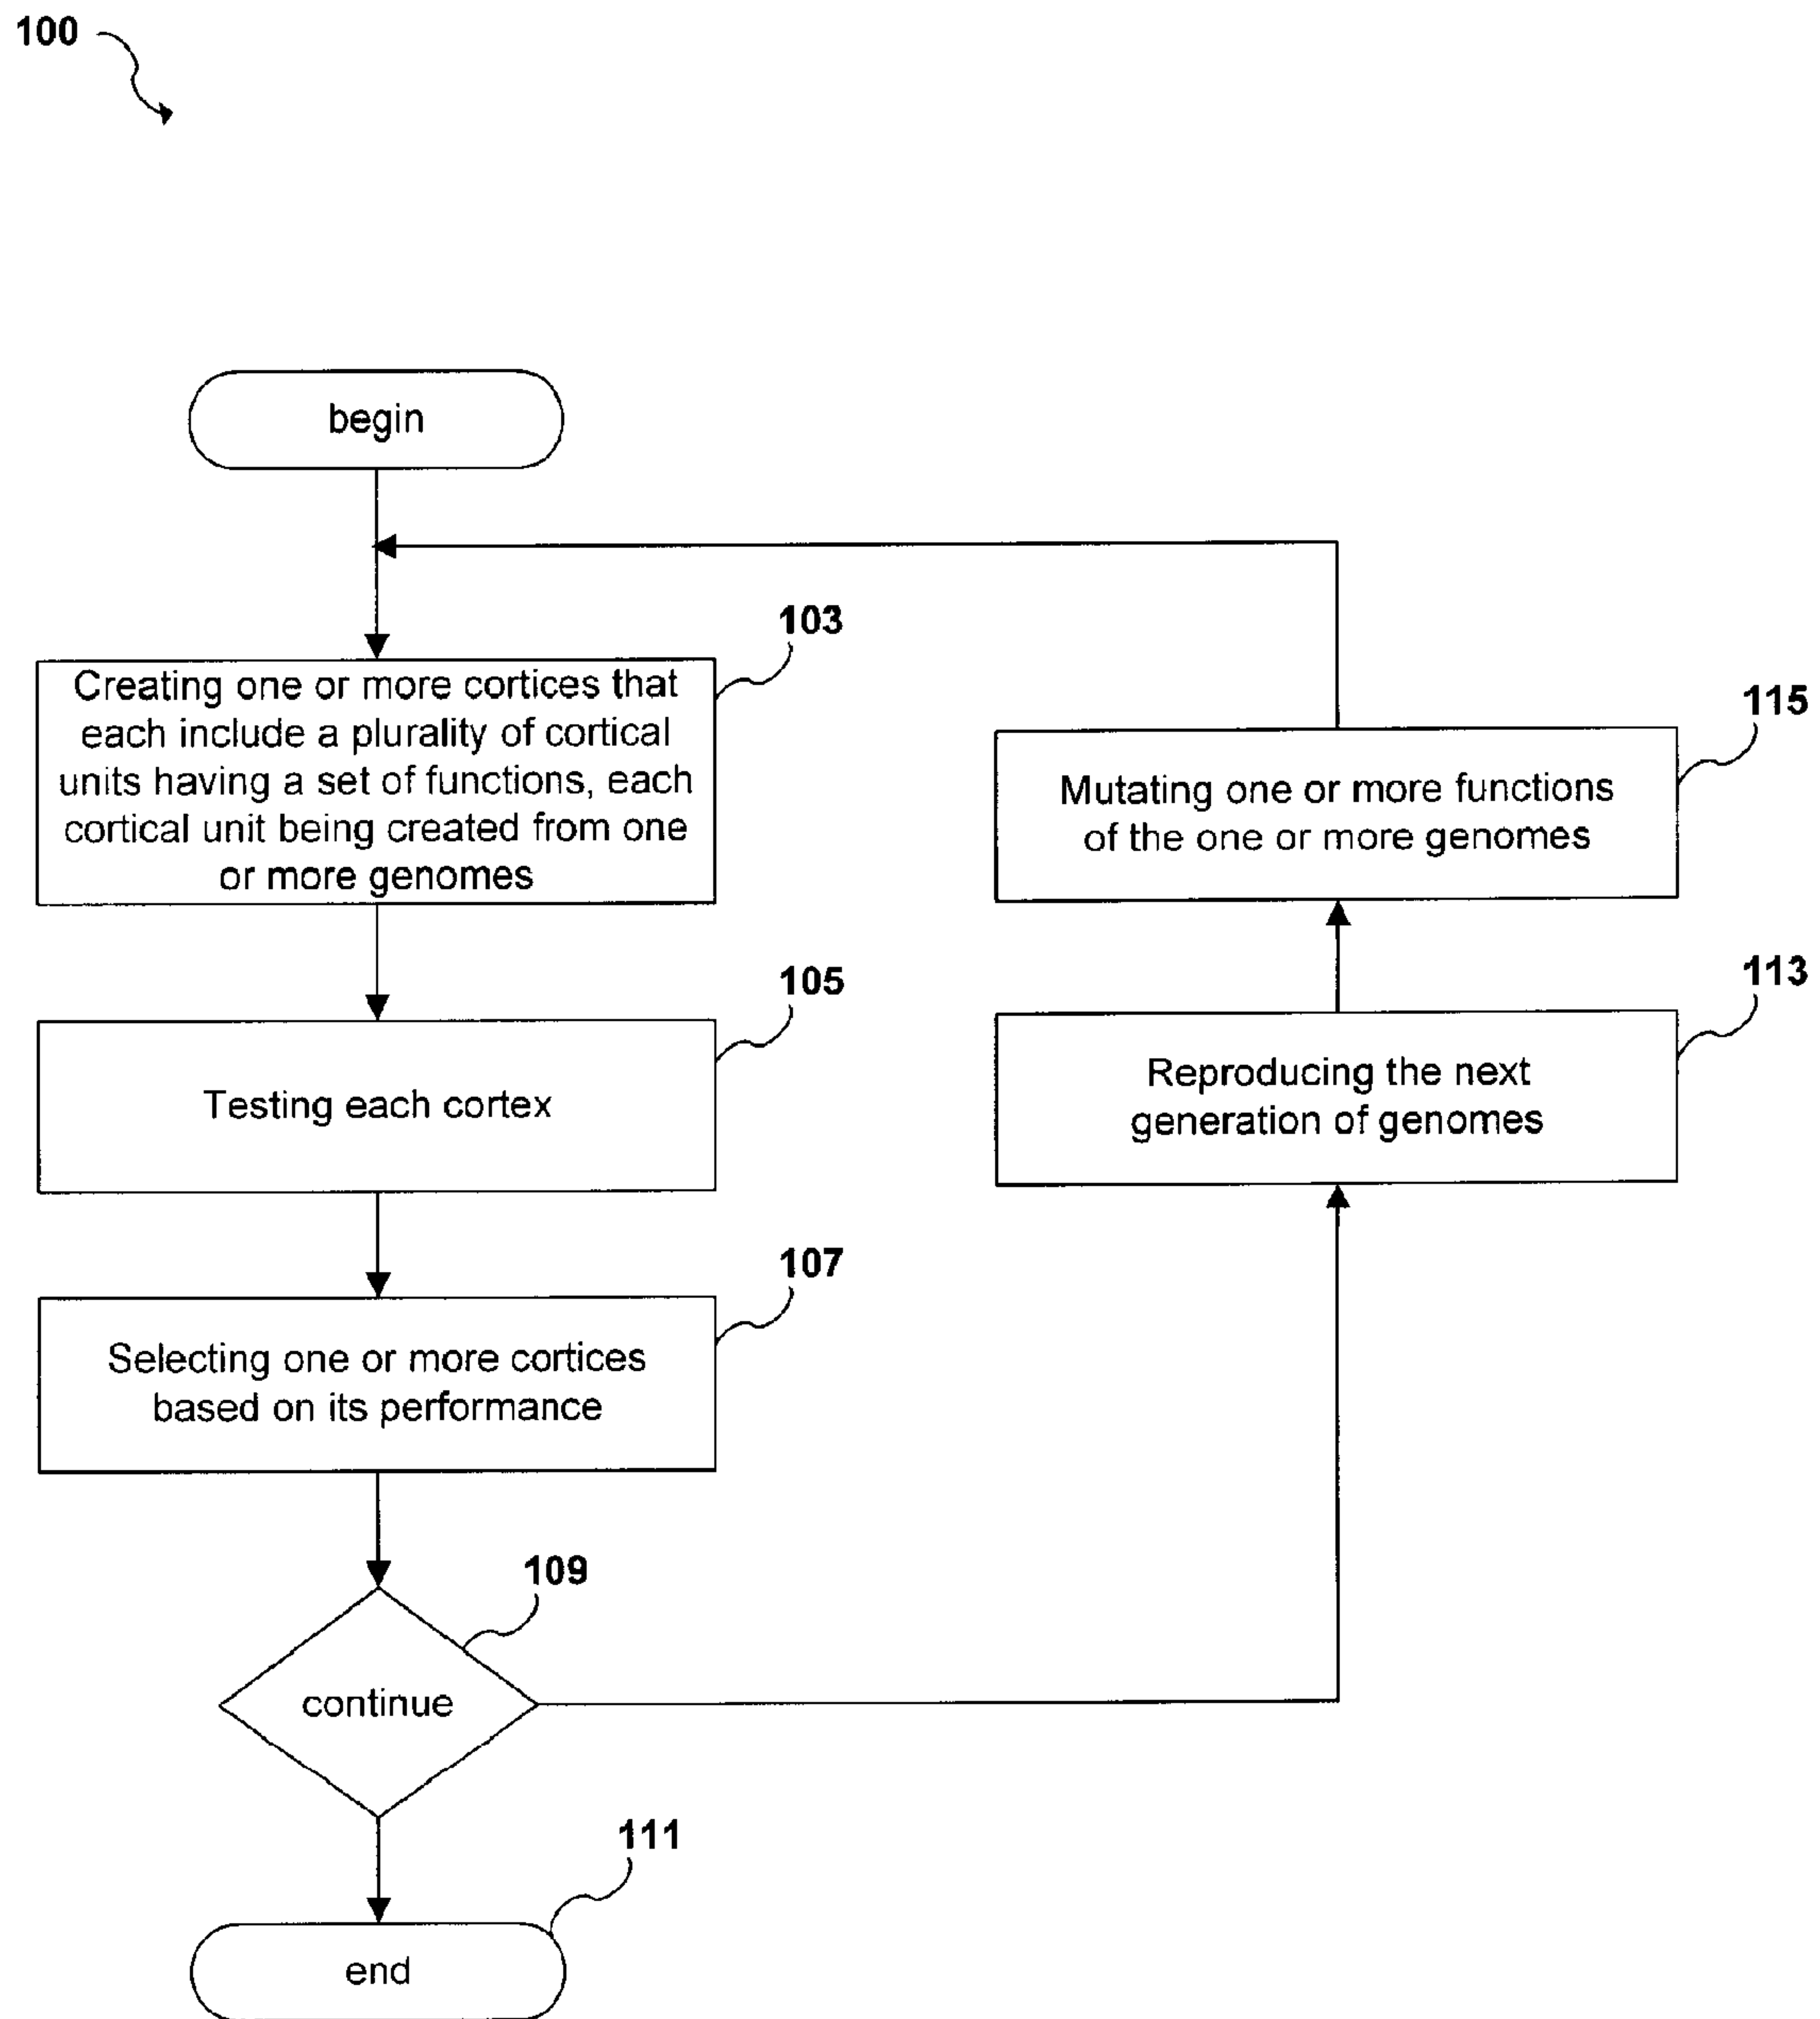 100
begin
103
Creating one or more cortices that
each include a plurality of cortical
units having a set of functions, each
cortical unit being created from one
or more genomes
105
Testing each cortex
107
Selecting one or more cortices
based on its performance
109
continue
111
end
113
Reproducing the next
generation of genomes
115
Mutating one or more functions
of the one or more genomes